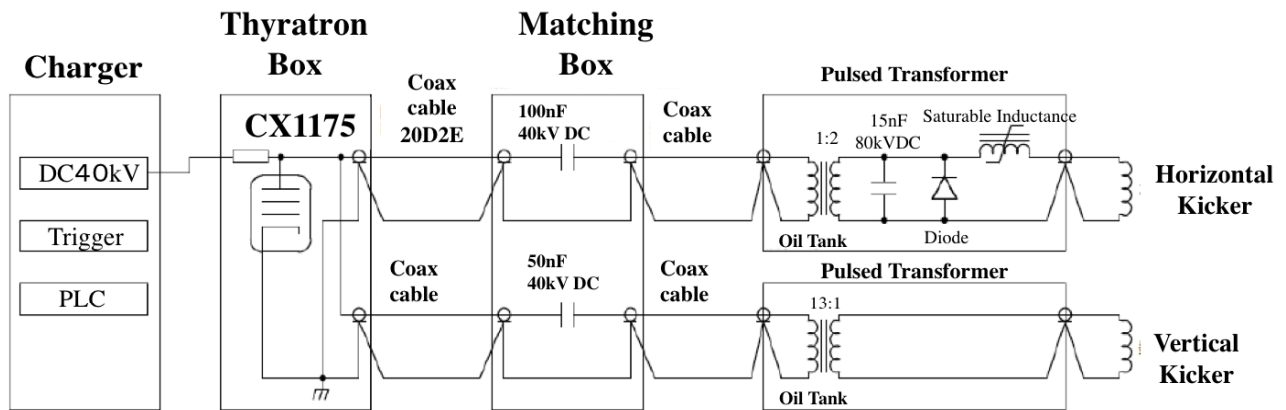 Charger
DC40kV
Trigger
PLC
Thyratron
Box
CX1175
Coax
cable
20D2E
Coax
cable
Matching
Box
100nF
40kV DC
50nF
40kV DC
Coax
cable
Coax
cable
Pulsed Transformer
1:2
15nF
80kVDC
Saturable Inductance
Diode
Oil Tank
Horizontal
Kicker
Pulsed Transformer
13:1
Oil Tank
Vertical
Kicker